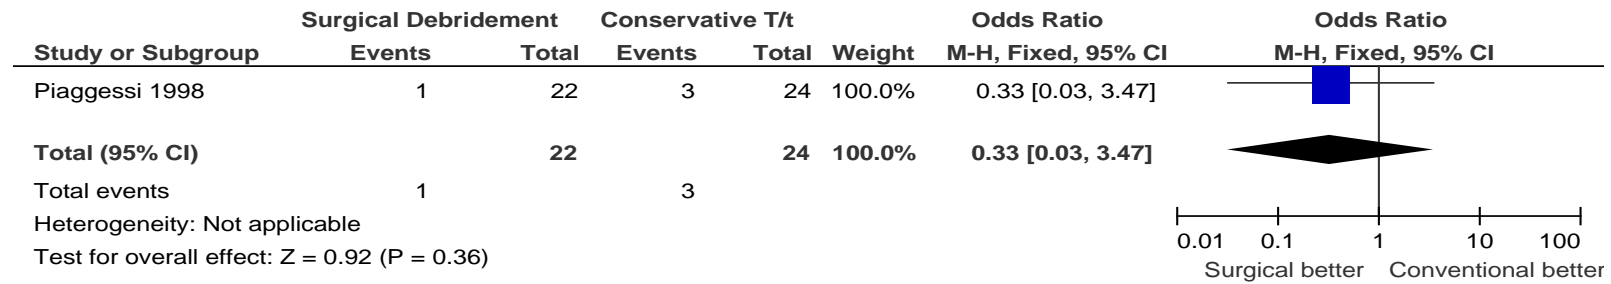 Surgical Debridement Conservative T/t Odds Ratio Odds Ratio
Study or Subgroup Events Total Events Total Weight M-H, Fixed, 95% CI M-H, Fixed, 95% CI
Piaggessi 1998 1 22 3 24 100.0% 0.33 [0.03, 3.47]
Total (95% CI) 22 24 100.0% 0.33 [0.03, 3.47]
Total events 1 3
Heterogeneity: Not applicable
Test for overall effect: Z = 0.92 (P = 0.36)
0.01 0.1 1 10 100
Surgical better Conventional better